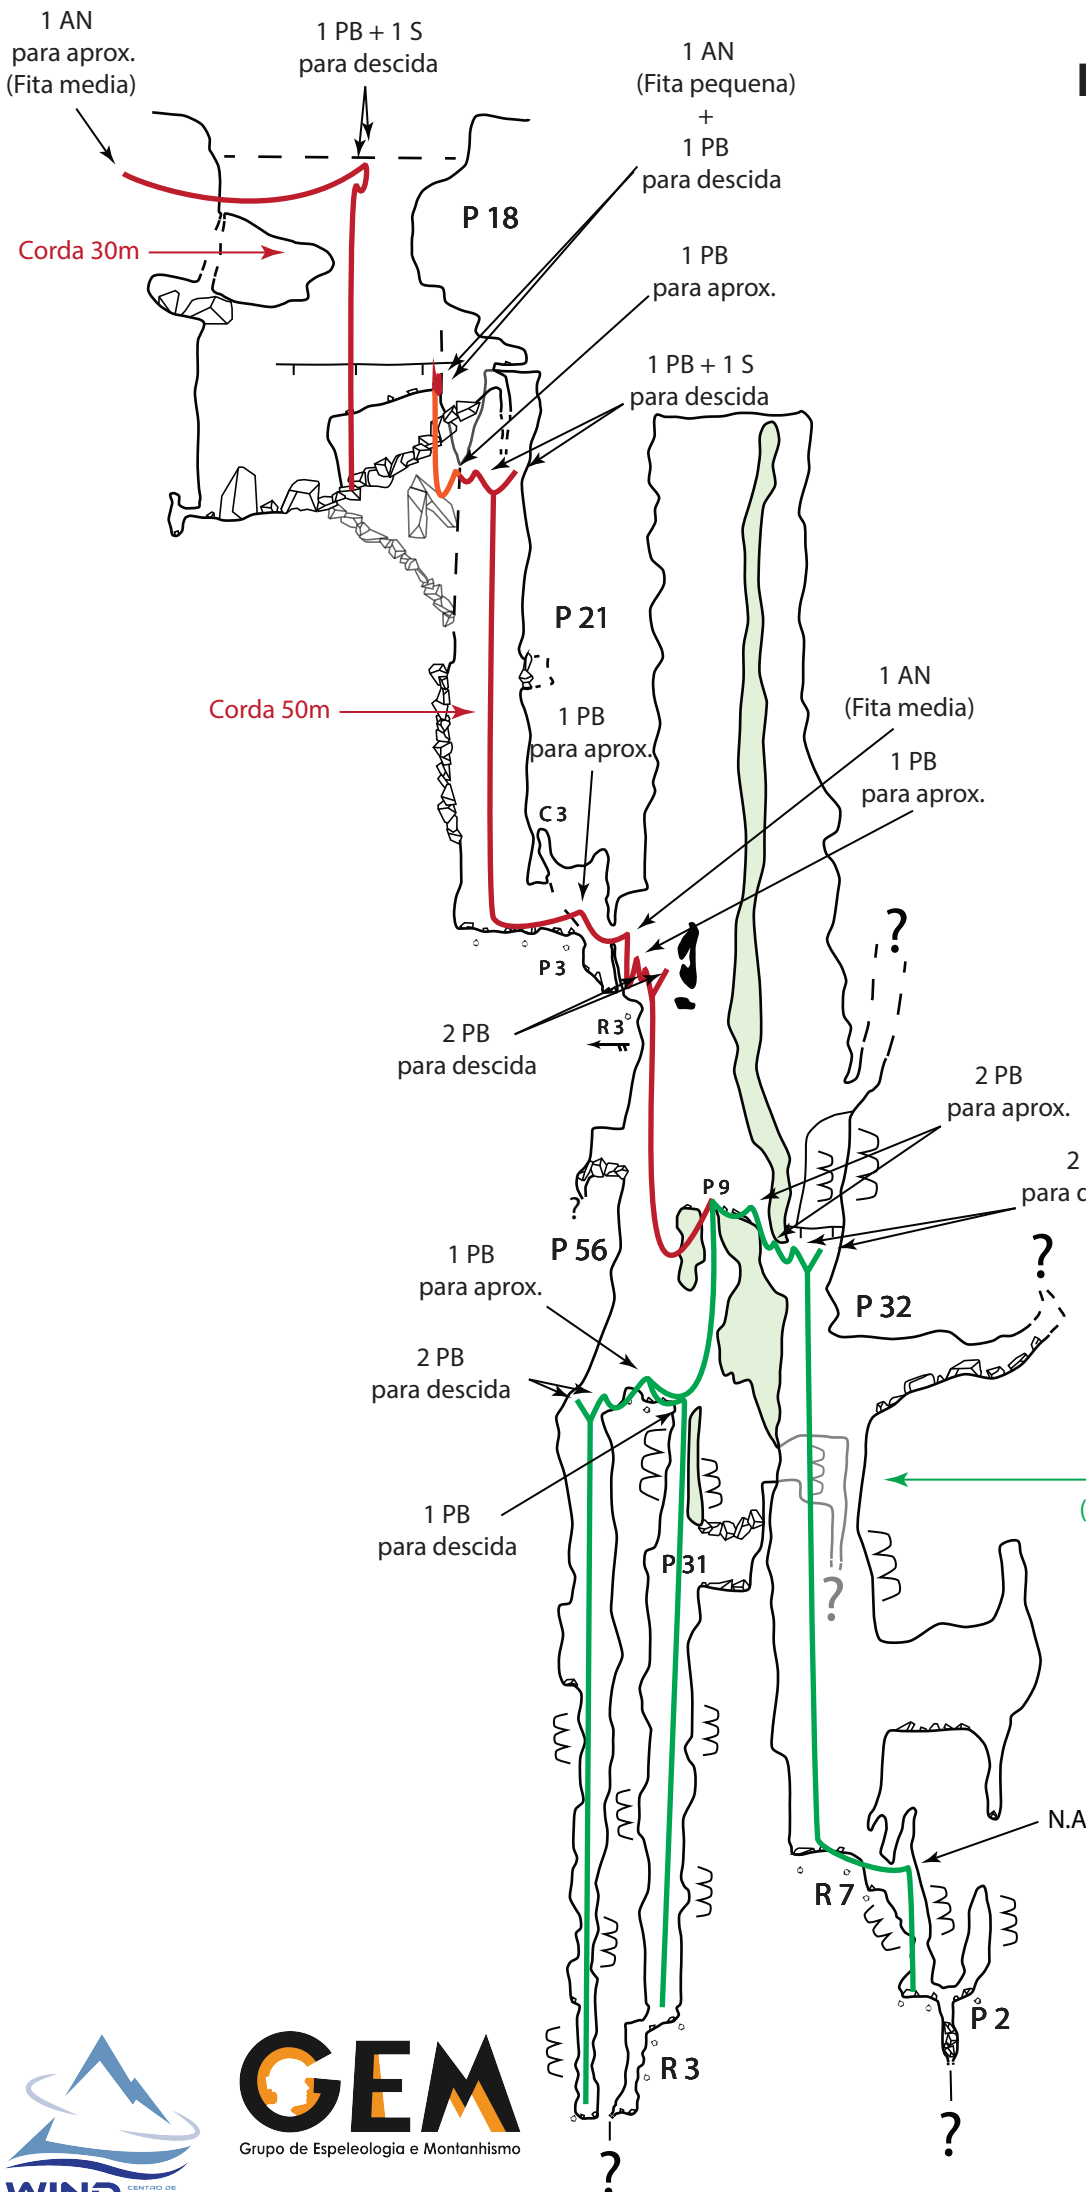 1 AN
para aprox.
(Fita media)
1 PB + 1 S
para descida
1 AN
(Fita pequena)
+
1 PB
para descida
P 18
Corda 30m
1 PB
para aprox.
1 PB + 1 S
para descida
P 21
Corda 50m
1 AN
(Fita media)
1 PB
para aprox.
1 PB
para aprox.
C 3
?
P 3
R 3
2 PB
para descida
2 PB
para aprox.
2
para d
P 9
?
P 56
?
1 PB
para aprox.
P 32
2 PB
para descida
(
1 PB
para descida
P 31
?
N.A
R 7
P 2
R 3
?
?
GEM
Grupo de Espeleologia e Montanhismo
WIND
CENTRO DE